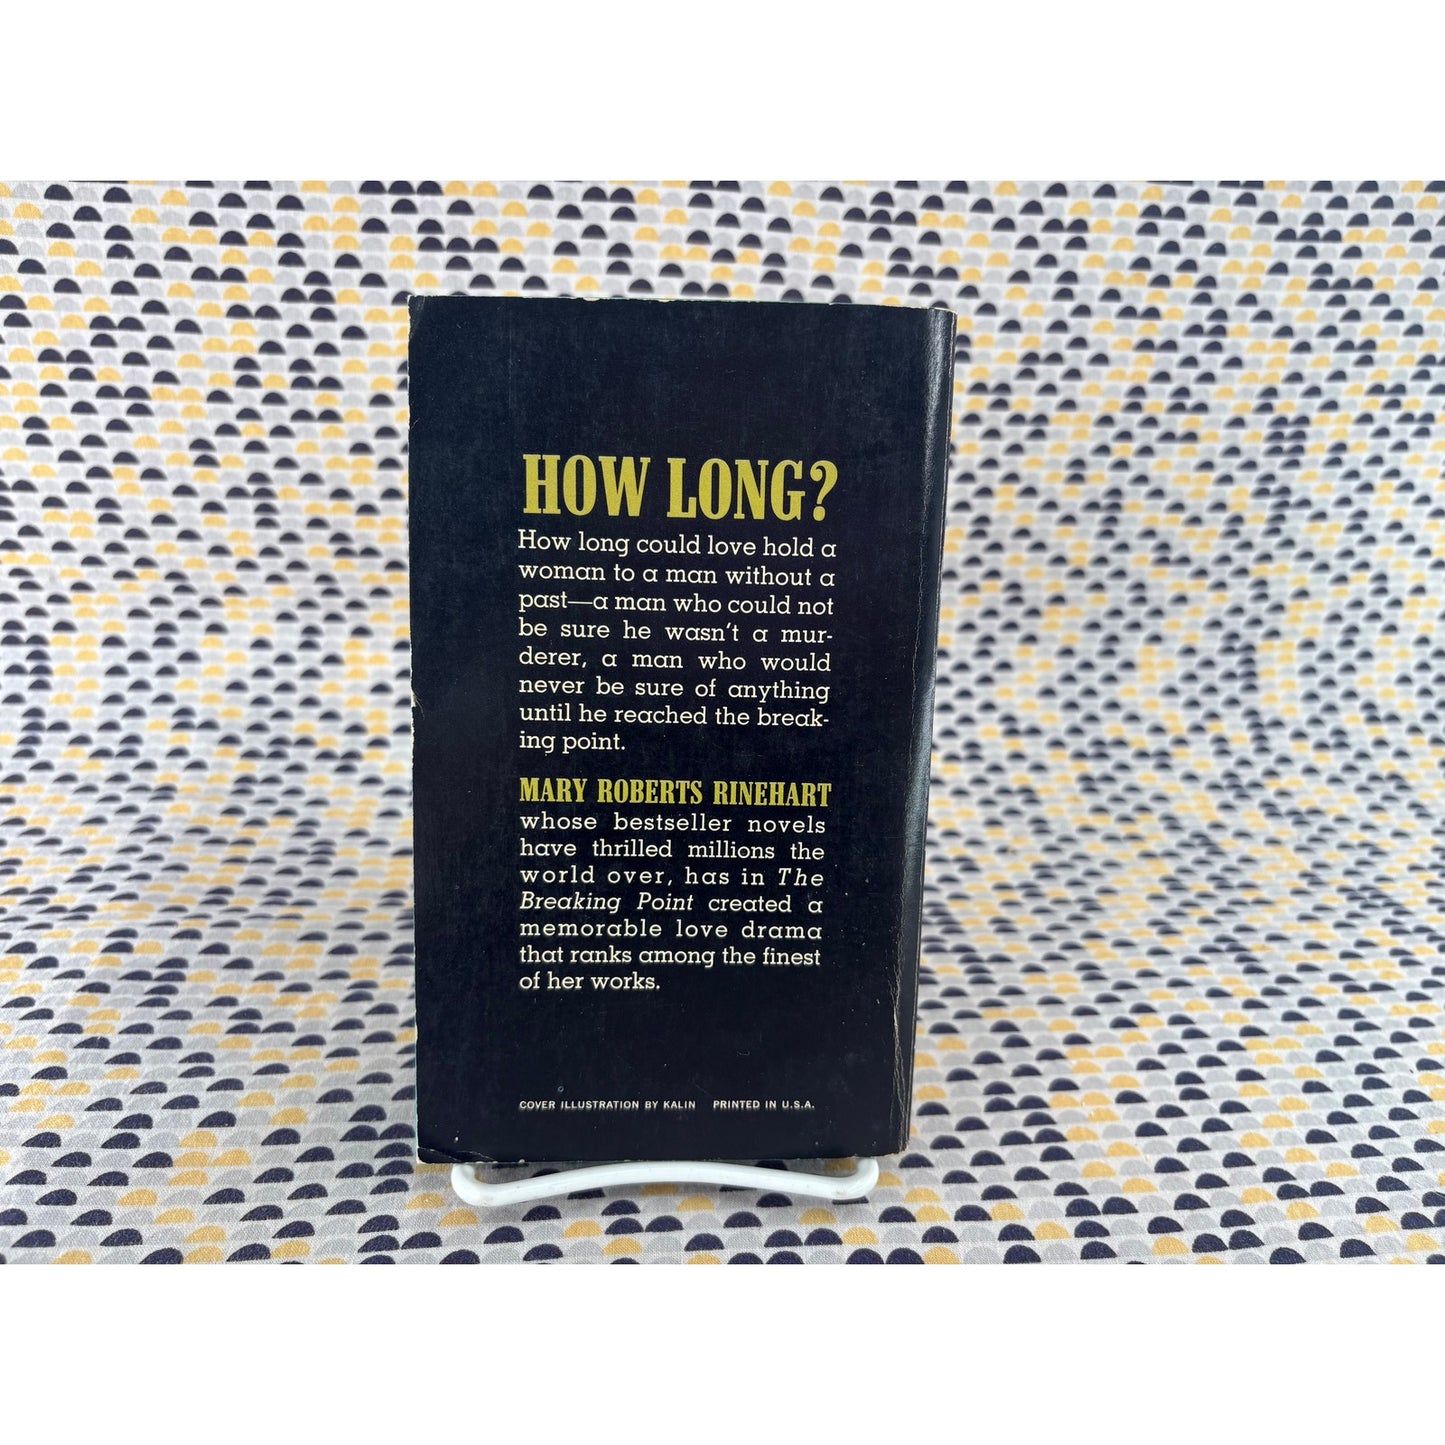 HOW LONG?
How long could love hold a
woman to a man without a
past—a man who could not
be sure he wasn't a mur-
derer, a man who would
never be sure of anything
until he reached the break-
ing point.
MARY ROBERTS RINEHART
whose bestseller novels
have thrilled millions the
world over, has in The
Breaking Point created a
memorable love drama
that ranks among the finest
of her works.
COVER ILLUSTRATION BY KALIN PRINTED IN U.S.A.